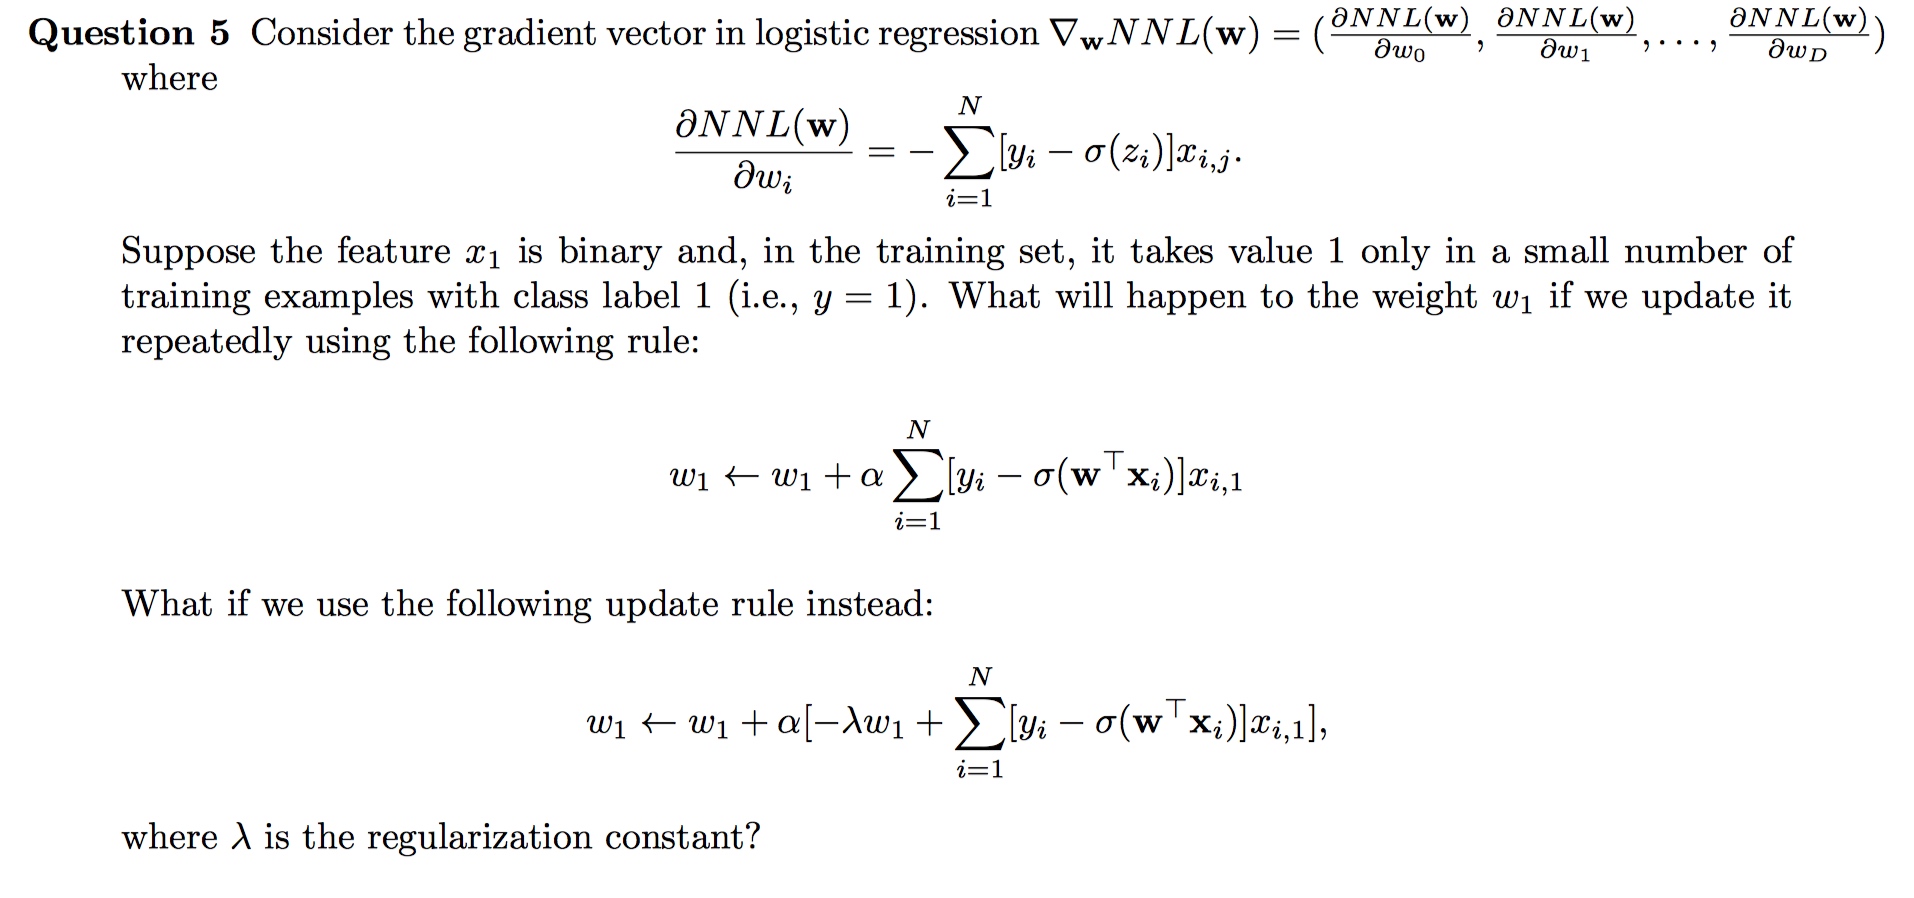 Question 5 Consider the gradient vector in logistic regression $\nabla_{\mathbf{w}} NNL(\mathbf{w}) = (\frac{\partial NNL(\mathbf{w})}{\partial w_0}, \frac{\partial NNL(\mathbf{w})}{\partial w_1}, \ldots, \frac{\partial NNL(\mathbf{w})}{\partial w_D})$
where
$\frac{\partial NNL(\mathbf{w})}{\partial w_i} = -\sum_{i=1}^{N} [y_i - \sigma(z_i)]x_{i,j}.$
Suppose the feature $x_1$ is binary and, in the training set, it takes value 1 only in a small number of
training examples with class label 1 (i.e., $y = 1$). What will happen to the weight $w_1$ if we update it
repeatedly using the following rule:
$w_1 \leftarrow w_1 + \alpha \sum_{i=1}^{N} [y_i - \sigma(\mathbf{w}^\top \mathbf{x}_i)]x_{i,1}$
What if we use the following update rule instead:
$w_1 \leftarrow w_1 + \alpha[-\lambda w_1 + \sum_{i=1}^{N} [y_i - \sigma(\mathbf{w}^\top \mathbf{x}_i)]x_{i,1}],$
where $\lambda$ is the regularization constant?